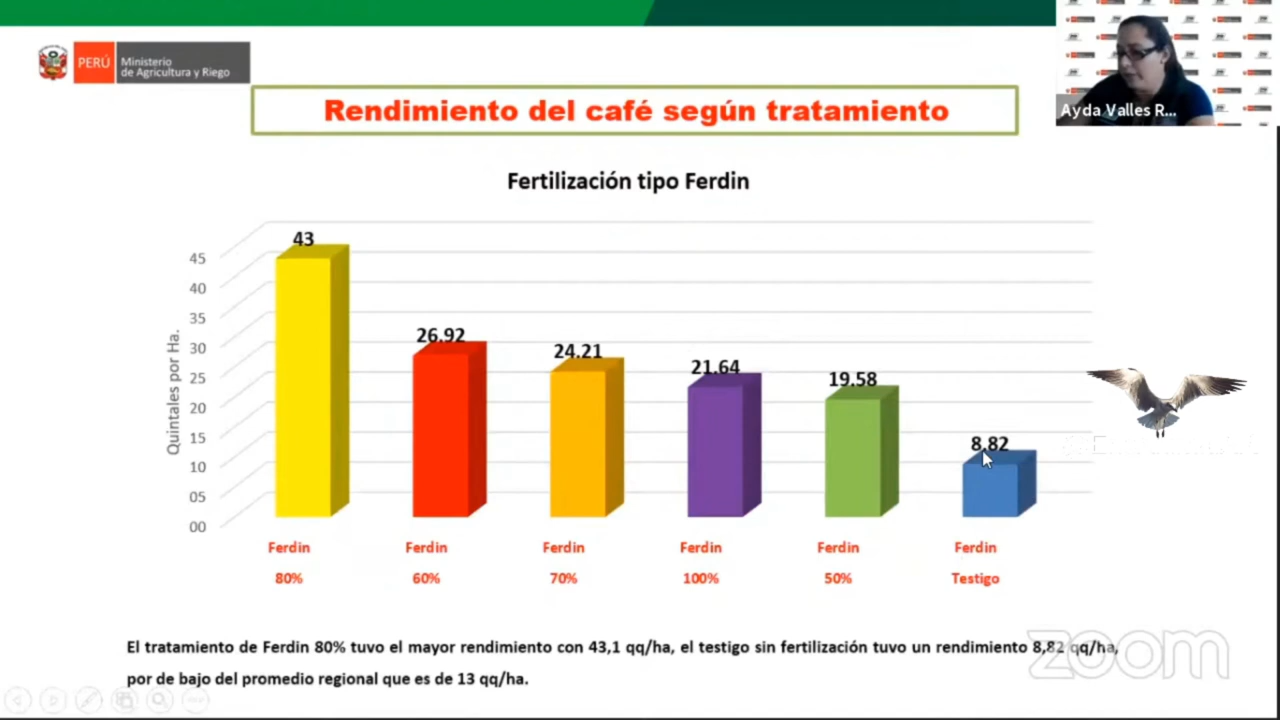 PERÚ
Ministerio
de Agricultura y Riego
Ayda Valles R...
Rendimiento del café según tratamiento
Fertilización tipo Ferdin
Quintales por Ha.
45
40
35
30
25
20
15
10
05
00
43
26.92
24.21
21.64
19.58
8.82
Ferdin Ferdin Ferdin Ferdin Ferdin Ferdin
80% 60% 70% 100% 50% Testigo
El tratamiento de Ferdin 80% tuvo el mayor rendimiento con 43,1 qq/ha, el testigo sin fertilización tuvo un rendimiento 8,82 qq/ha,
por de bajo del promedio regional que es de 13 qq/ha.
zoom